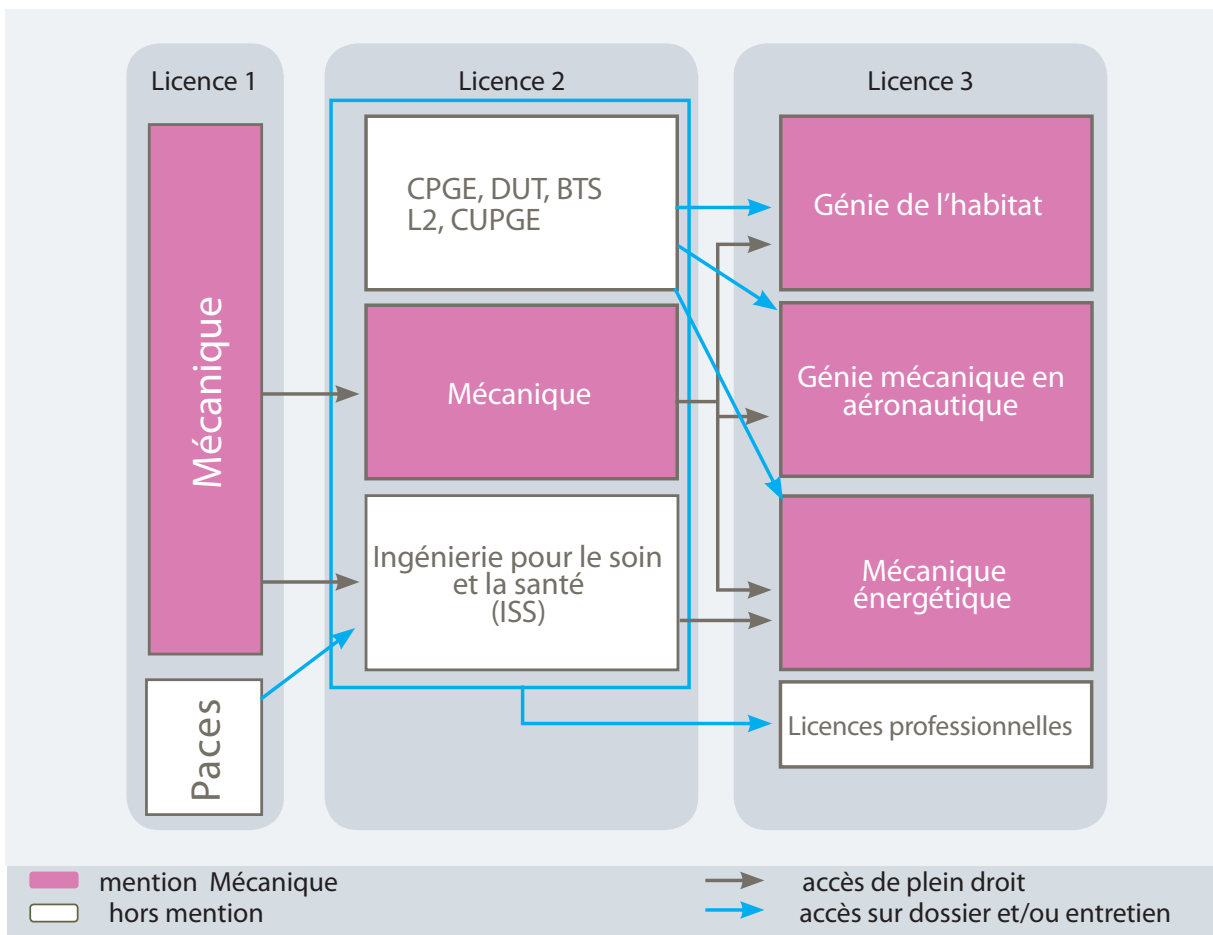 Licence 1
Licence 2
Licence 3
Mécanique
Paces
CPGE, DUT, BTS
L2, CUPGE
Mécanique
Ingénierie pour le soin
et la santé
(ISS)
Génie de l'habitat
Génie mécanique en
aéronautique
Mécanique
énergétique
Licences professionnelles
mention Mécanique
hors mention
accès de plein droit
accès sur dossier et/ou entretien